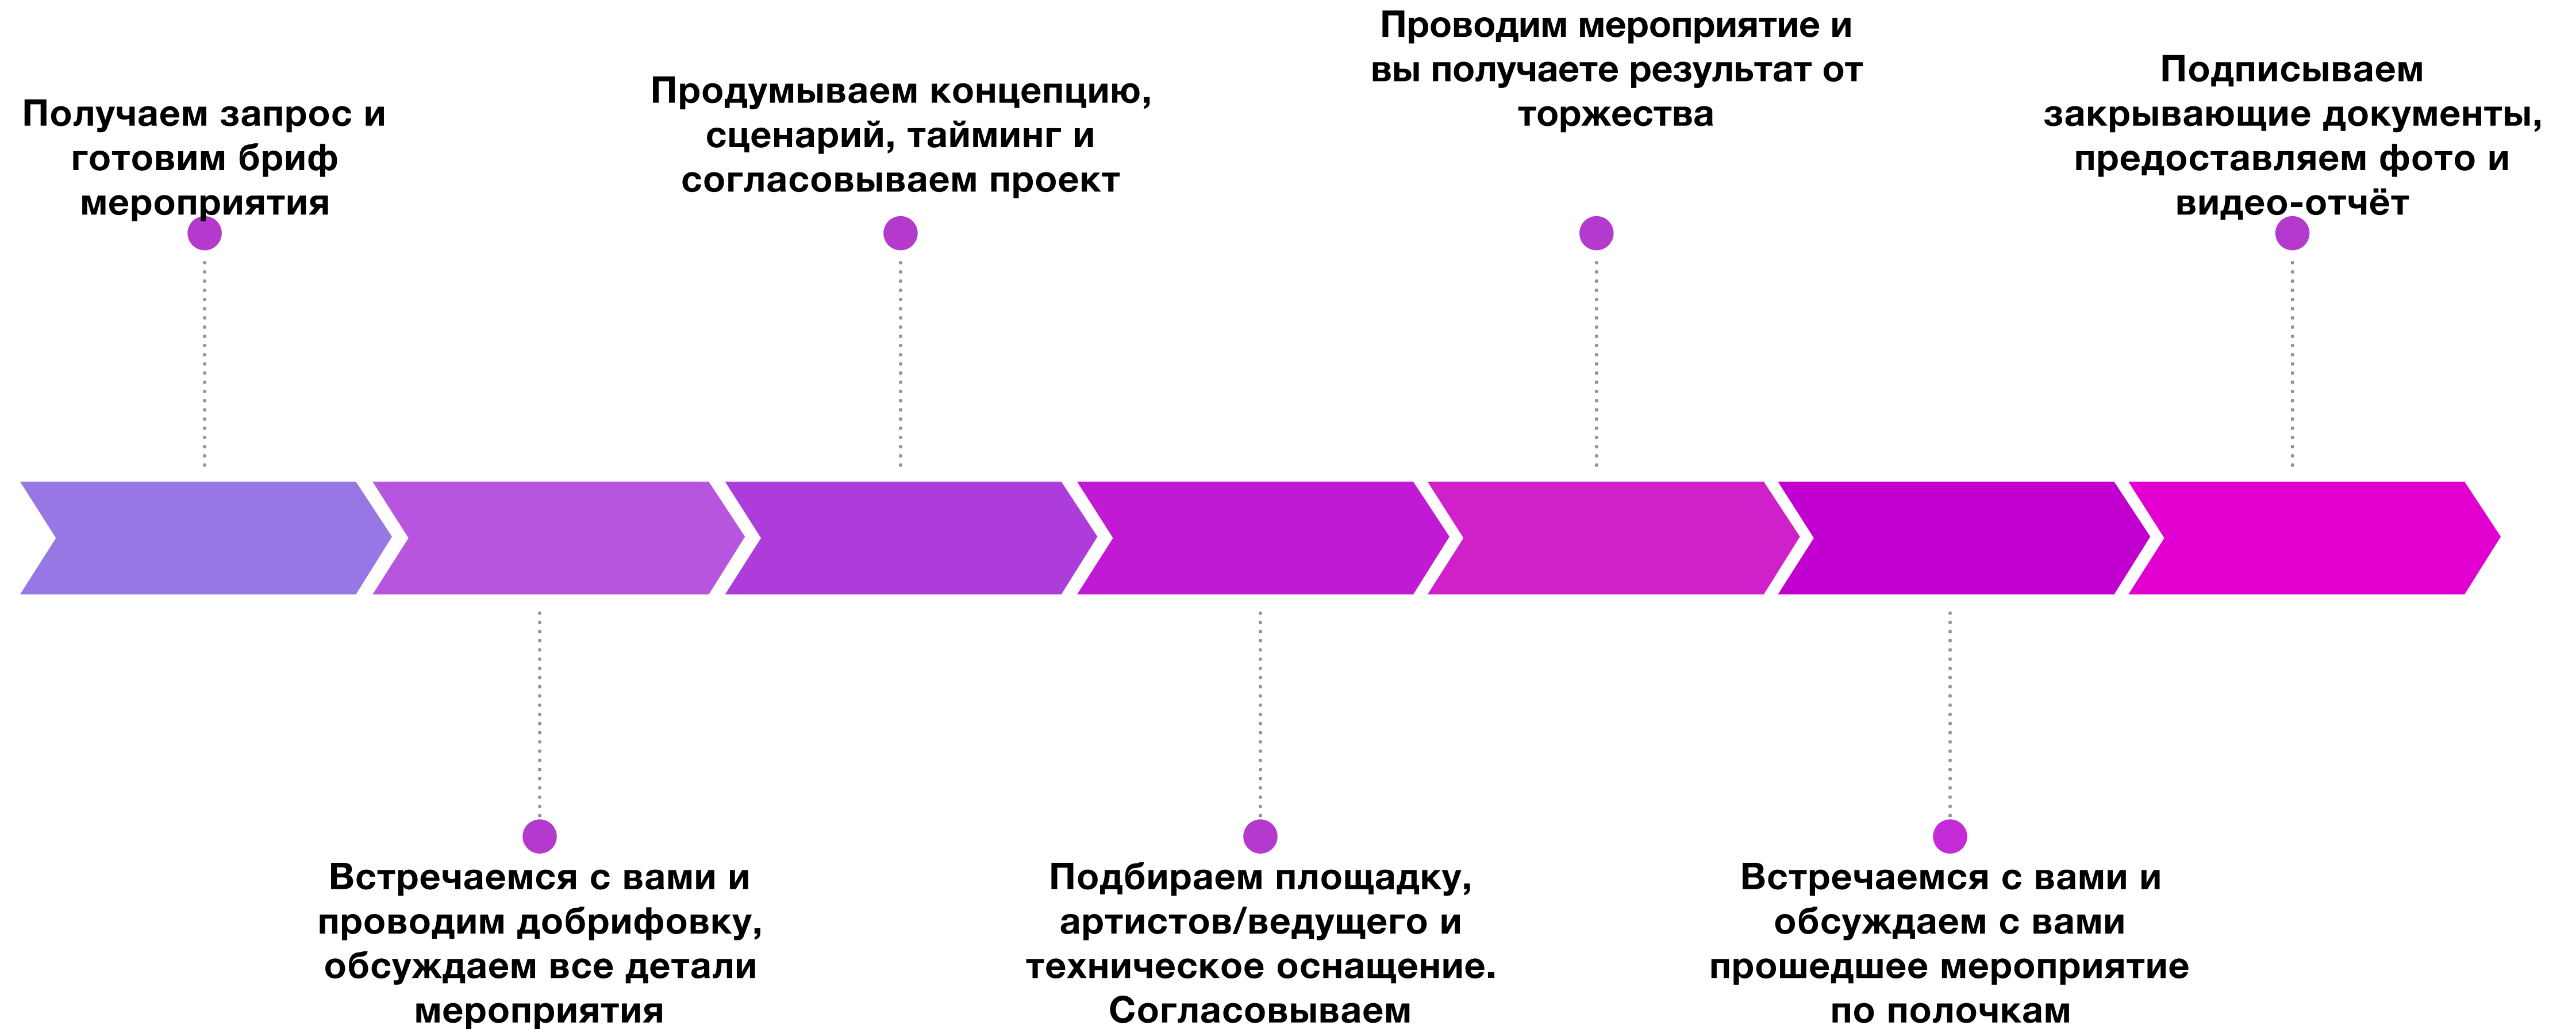 Получаем запрос и
готовим бриф
мероприятия
Встречаемся с вами и
проводим добрифовку,
обсуждаем все детали
мероприятия
Продумываем концепцию,
сценарий, тайминг и
согласовываем проект
Подбираем площадку,
артистов/ведущего и
техническое оснащение.
Согласовываем
Проводим мероприятие и
вы получаете результат от
торжества
Встречаемся с вами и
обсуждаем с вами
прошедшее мероприятие
по полочкам
Подписываем
закрывающие документы,
предоставляем фото и
видео-отчёт